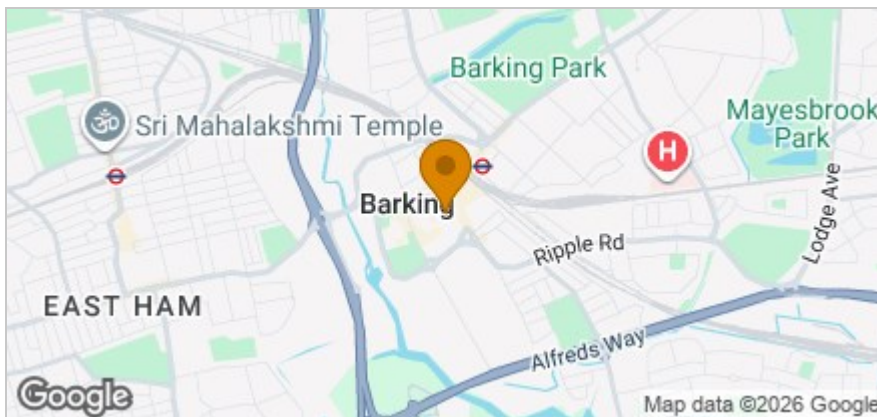 Barking Park
Mayesbrook
Park
ॐ
Sri Mahalakshmi Temple
H
Barking
Lodge Ave
Ripple Rd
EAST HAM
Alfreds Way
Google
Map data ©2026 Google